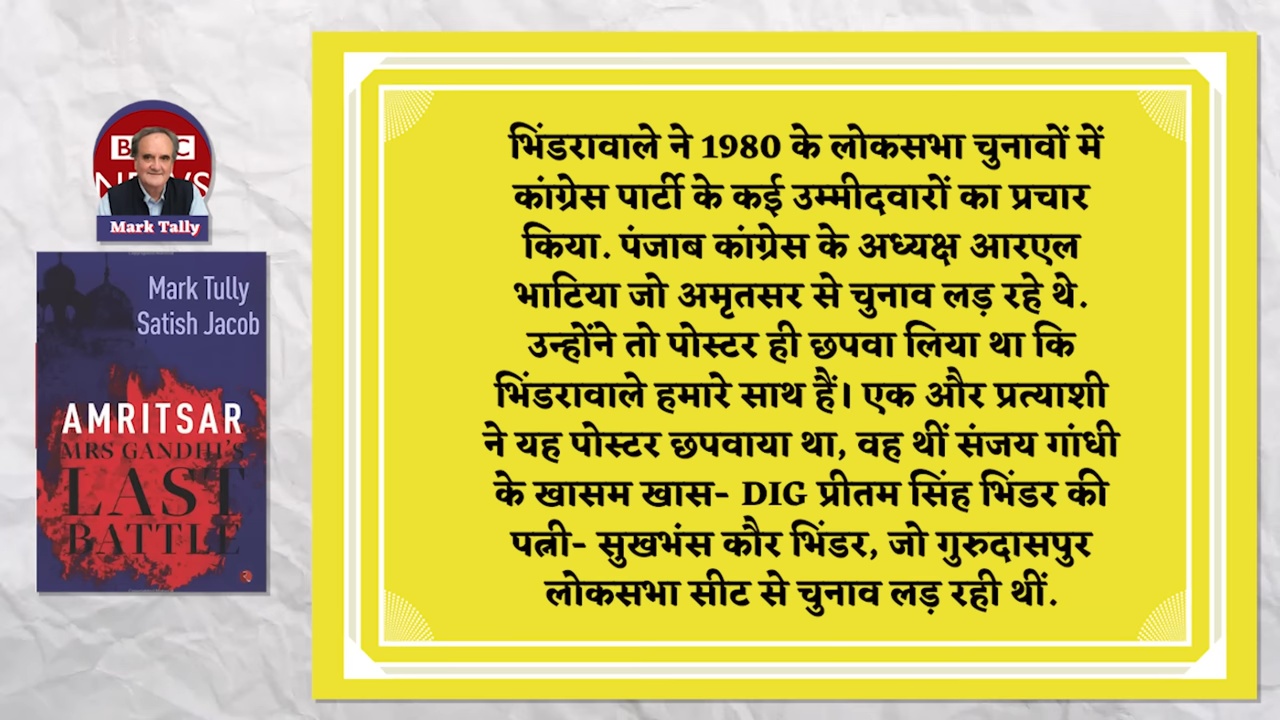 BBC
NEWS
Mark Tally
Mark Tully
Satish Jacob
AMRITSAR
MRS GANDHI'S
LAST
BATTLE
भिंडरावाले ने 1980 के लोकसभा चुनावों में
कांग्रेस पार्टी के कई उम्मीदवारों का प्रचार
किया. पंजाब कांग्रेस के अध्यक्ष आरएल
भाटिया जो अमृतसर से चुनाव लड़ रहे थे.
उन्होंने तो पोस्टर ही छपवा लिया था कि
भिंडरावाले हमारे साथ हैं। एक और प्रत्याशी
ने यह पोस्टर छपवाया था, वह थीं संजय गांधी
के खासम खास- DIG प्रीतम सिंह भिंडर की
पत्नी- सुखभंस कौर भिंडर, जो गुरुदासपुर
लोकसभा सीट से चुनाव लड़ रही थीं.